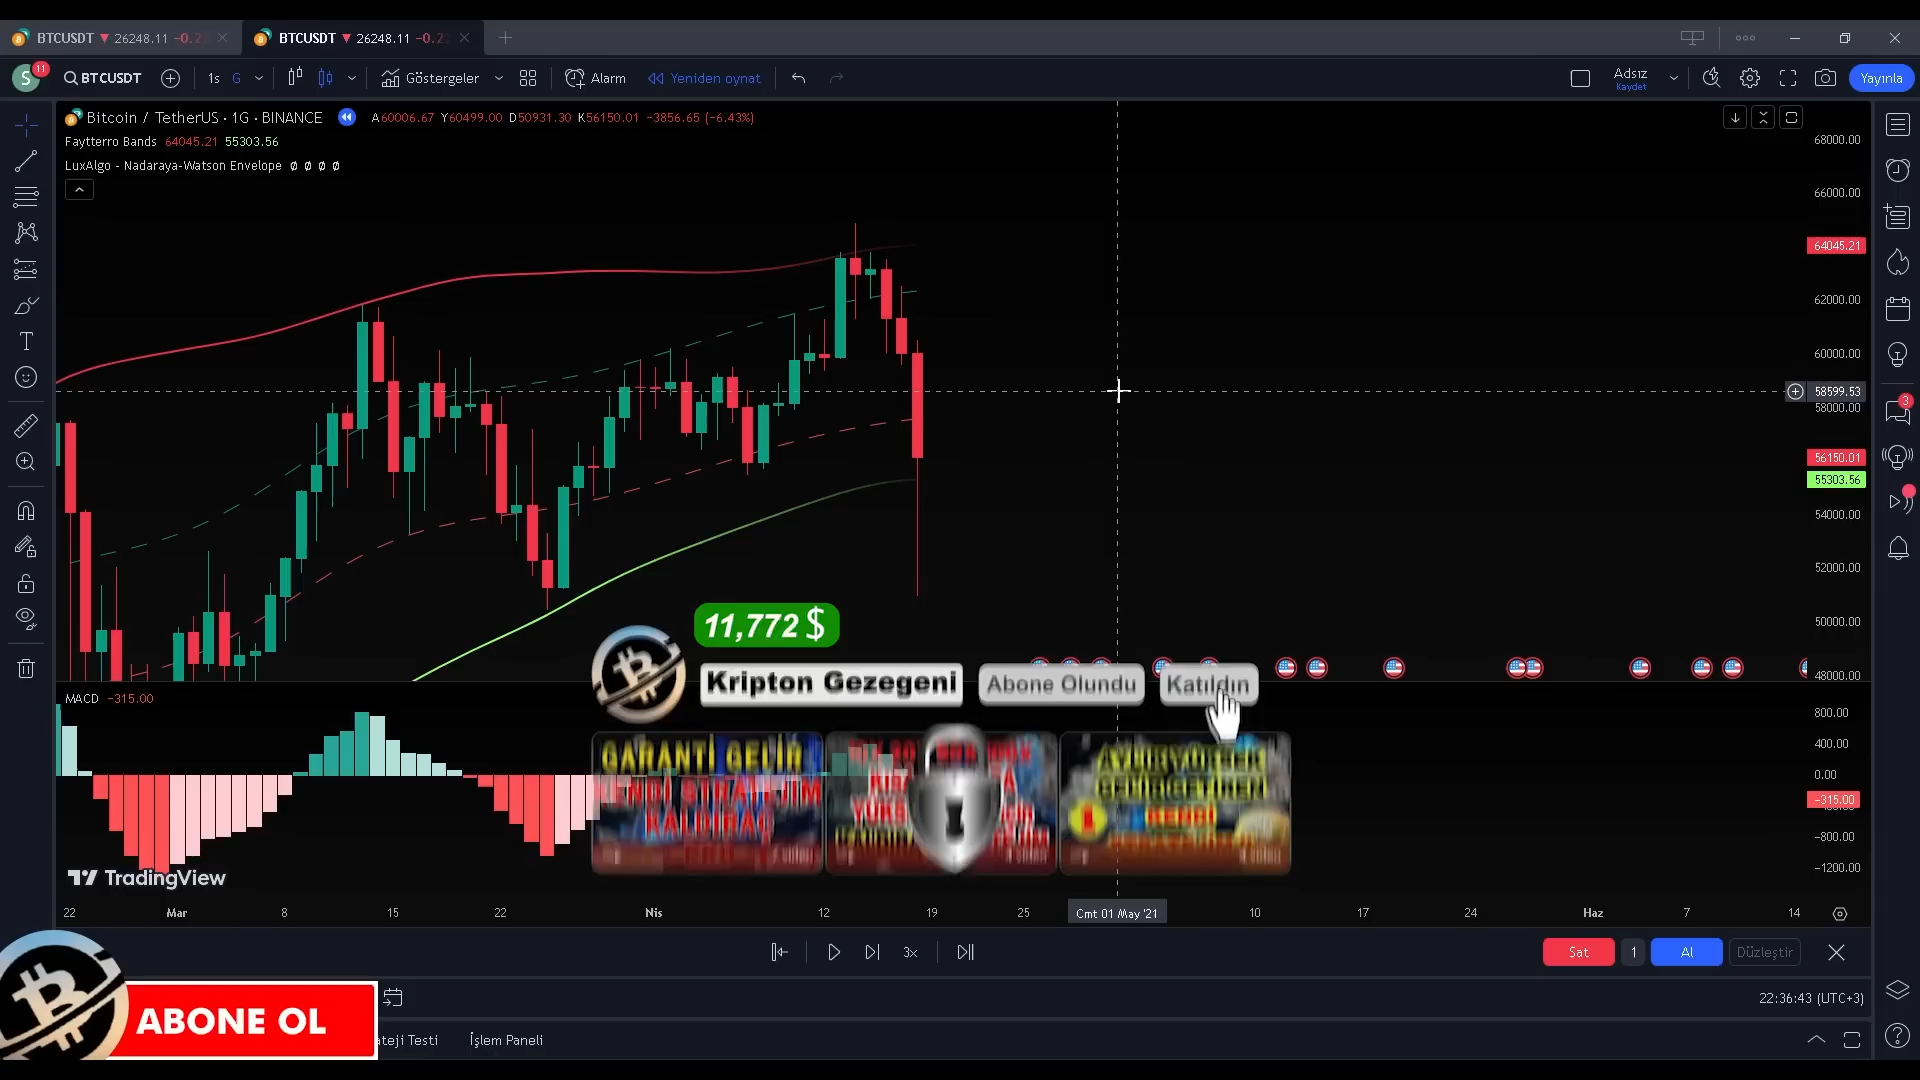 BTCUSDT ▼ 26248.11 −0.2
BTCUSDT ▼ 26248.11 −0.22
S 11
BTCUSDT
1s G
Göstergeler
Alarm
Yeniden oynat
Adsız
Kaydet
Yayınla
Bitcoin / TetherUS · 1G · BINANCE
A60006.67 Y60499.00 D50931.30 K56150.01 −3856.65 (−6.43%)
Faytterro Bands 64045.21 55303.56
LuxAlgo - Nadaraya-Watson Envelope ø ø ø ø
68000.00
66000.00
64045.21
62000.00
60000.00
58599.53
58000.00
56150.01
55303.56
54000.00
52000.00
50000.00
48000.00
3
11,772 $
Kripton Gezegeni
Abone Olundu
Katıldın
MACD −315.00
800.00
400.00
0.00
−315.00
−800.00
−1200.00
GARANTİ GELİR
KALDIRAÇ
TradingView
22 Mar 8 15 22 Nis 12 19 25 Cmt 01 May '21 10 17 24 Haz 7 14
3x
Sat 1 Al Düzleştir
22:36:43 (UTC+3)
ABONE OL
ateji Testi
İşlem Paneli